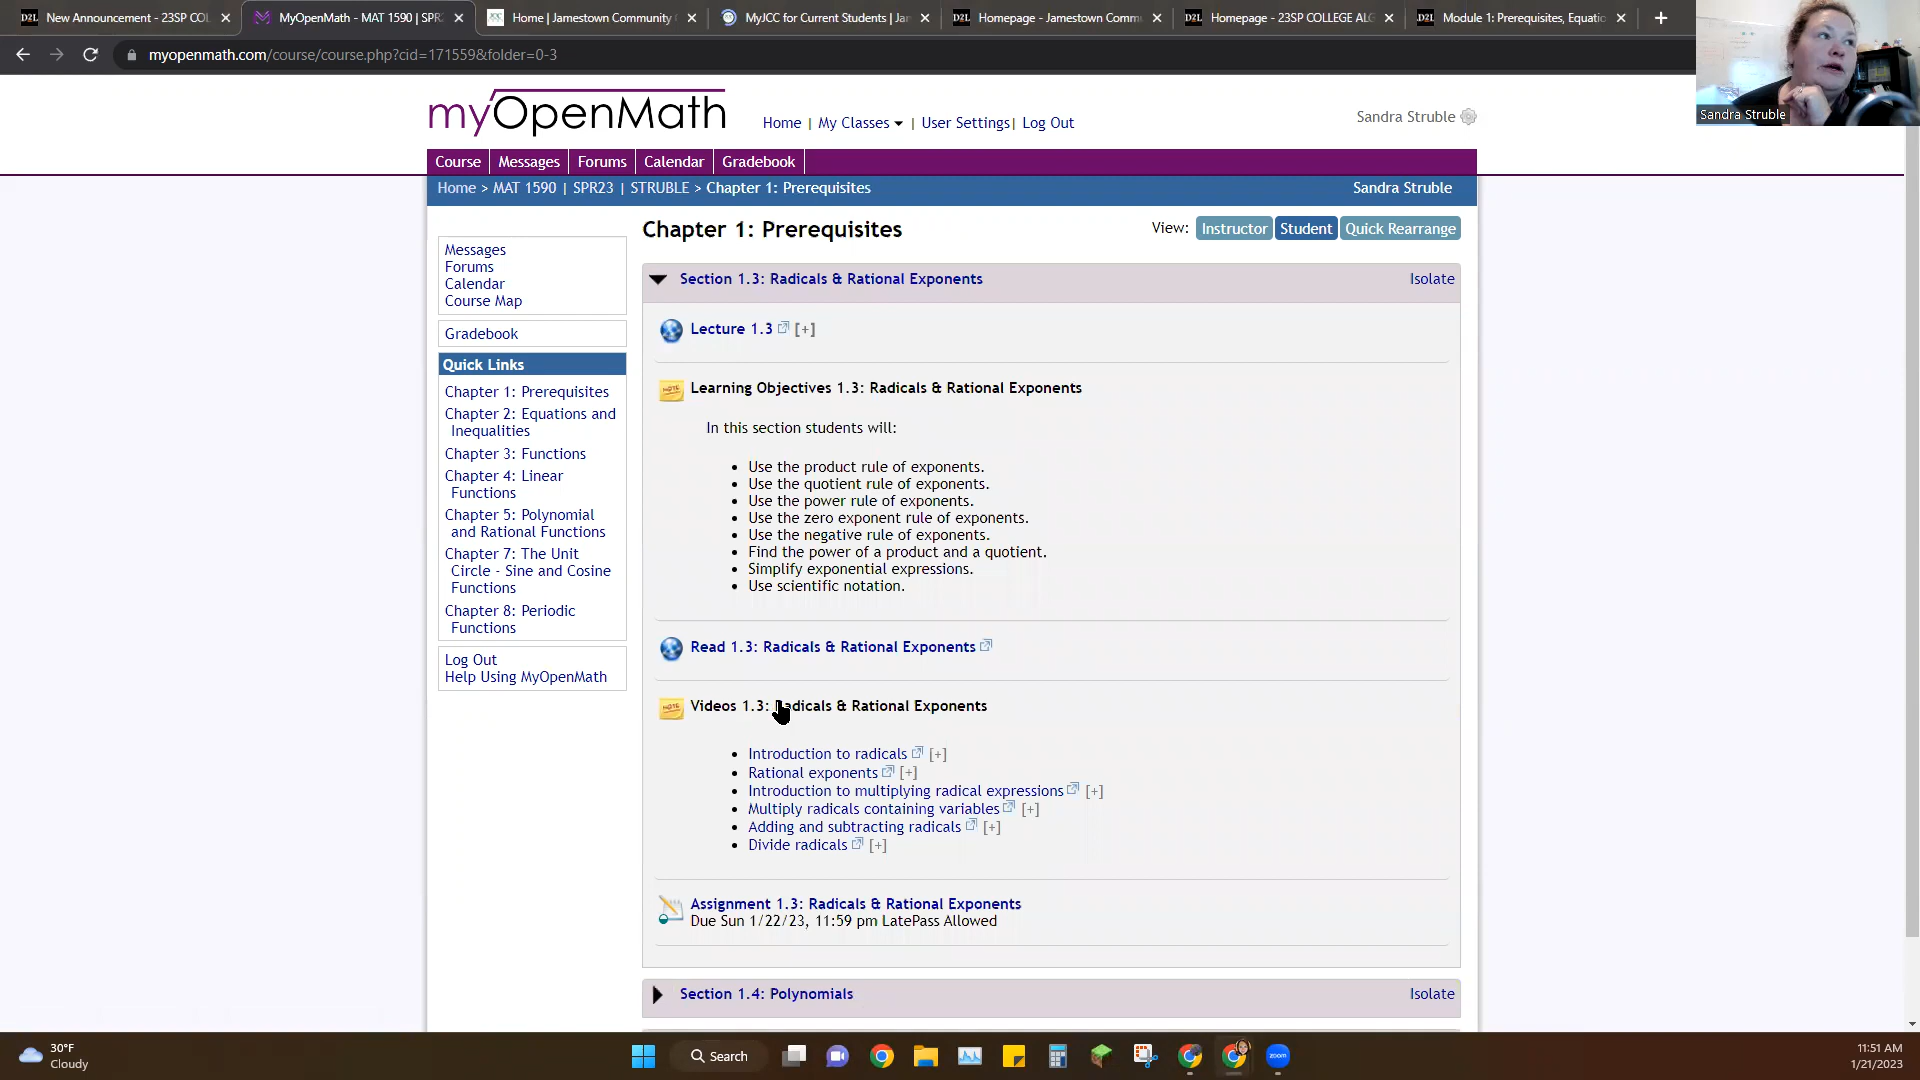 New Announcement - 23SP COL
MyOpenMath - MAT 1590 | SPR
Home | Jamestown Community
MyJCC for Current Students | Ja
Homepage - Jamestown Comm
Homepage - 23SP COLLEGE ALG
Module 1: Prerequisites, Equatio
myopenmath.com/course/course.php?cid=171559&folder=0-3
myOpenMath
Home | My Classes | User Settings | Log Out
Sandra Struble
Sandra Struble
Course
Messages
Forums
Calendar
Gradebook
Home > MAT 1590 | SPR23 | STRUBLE > Chapter 1: Prerequisites
Sandra Struble
Messages
Forums
Calendar
Course Map
Gradebook
Quick Links
Chapter 1: Prerequisites
Chapter 2: Equations and
Inequalities
Chapter 3: Functions
Chapter 4: Linear
Functions
Chapter 5: Polynomial
and Rational Functions
Chapter 7: The Unit
Circle - Sine and Cosine
Functions
Chapter 8: Periodic
Functions
Log Out
Help Using MyOpenMath
Chapter 1: Prerequisites
View: Instructor Student Quick Rearrange
Section 1.3: Radicals & Rational Exponents
Isolate
Lecture 1.3 [+]
Learning Objectives 1.3: Radicals & Rational Exponents
In this section students will:
• Use the product rule of exponents.
• Use the quotient rule of exponents.
• Use the power rule of exponents.
• Use the zero exponent rule of exponents.
• Use the negative rule of exponents.
• Find the power of a product and a quotient.
• Simplify exponential expressions.
• Use scientific notation.
Read 1.3: Radicals & Rational Exponents
Videos 1.3: Radicals & Rational Exponents
• Introduction to radicals [+]
• Rational exponents [+]
• Introduction to multiplying radical expressions [+]
• Multiply radicals containing variables [+]
• Adding and subtracting radicals [+]
• Divide radicals [+]
Assignment 1.3: Radicals & Rational Exponents
Due Sun 1/22/23, 11:59 pm LatePass Allowed
Section 1.4: Polynomials
Isolate
30°F
Cloudy
Search
zoom
11:51 AM
1/21/2023